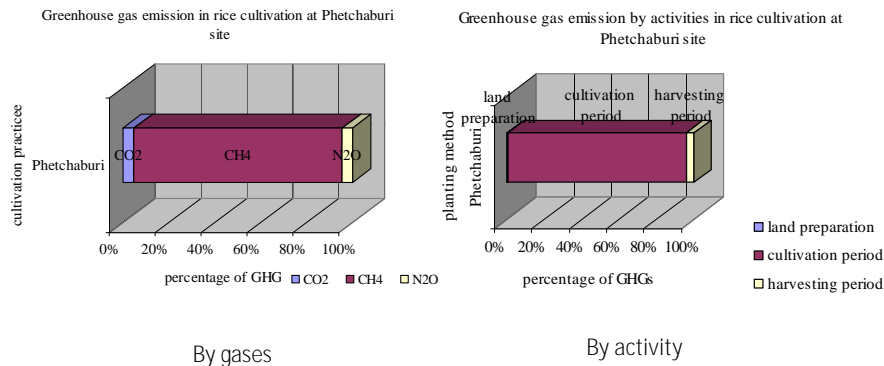 Greenhouse gas emission in rice cultivation at Phetchaburi
site
cultivation practicee
Phetchaburi
CO2
CH4
N2O
0%
20%
40%
60%
80%
100%
percentage of GHG
CO2
CH4
N2O
By gases
Greenhouse gas emission by activities in rice cultivation at
Phetchaburi site
planting method
Phetchaburi
land
preparation
cultivation
period
harvesting
period
0%
20%
40%
60%
80%
100%
percentage of GHGs
land preparation
cultivation period
harvesting period
By activity